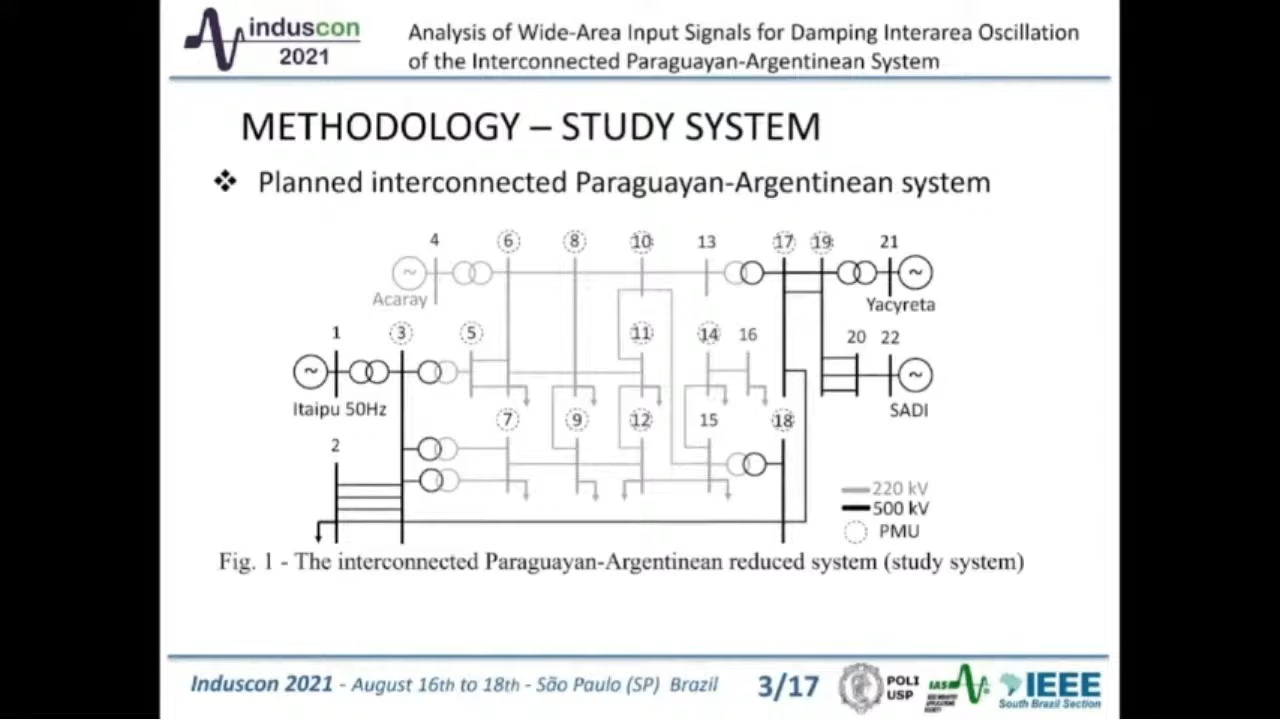 induscon
2021
Analysis of Wide-Area Input Signals for Damping Interarea Oscillation
of the Interconnected Paraguayan-Argentinean System
METHODOLOGY – STUDY SYSTEM
❖ Planned interconnected Paraguayan-Argentinean system
4 6 8 10 13 17 19 21
~ ~
Acaray Yacyreta
1 3 5 11 14 16 20 22
~ ~
Itaipu 50Hz SADI
2 7 9 12 15 18
220 kV
500 kV
PMU
Fig. 1 - The interconnected Paraguayan-Argentinean reduced system (study system)
Induscon 2021 - August 16th to 18th - São Paulo (SP) Brazil 3/17
POLI
USP
IAS
IEEE
South Brazil Section